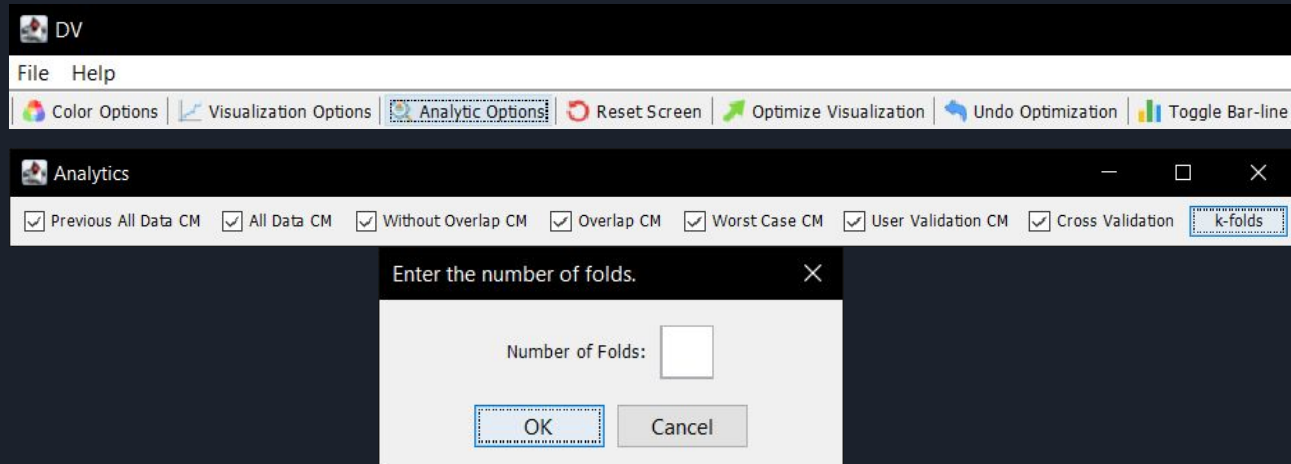 DV
File Help
Color Options Visualization Options Analytic Options Reset Screen Optimize Visualization Undo Optimization Toggle Bar-line
Analytics
Previous All Data CM All Data CM Without Overlap CM Overlap CM Worst Case CM User Validation CM Cross Validation k-folds
Enter the number of folds.
Number of Folds:
OK Cancel